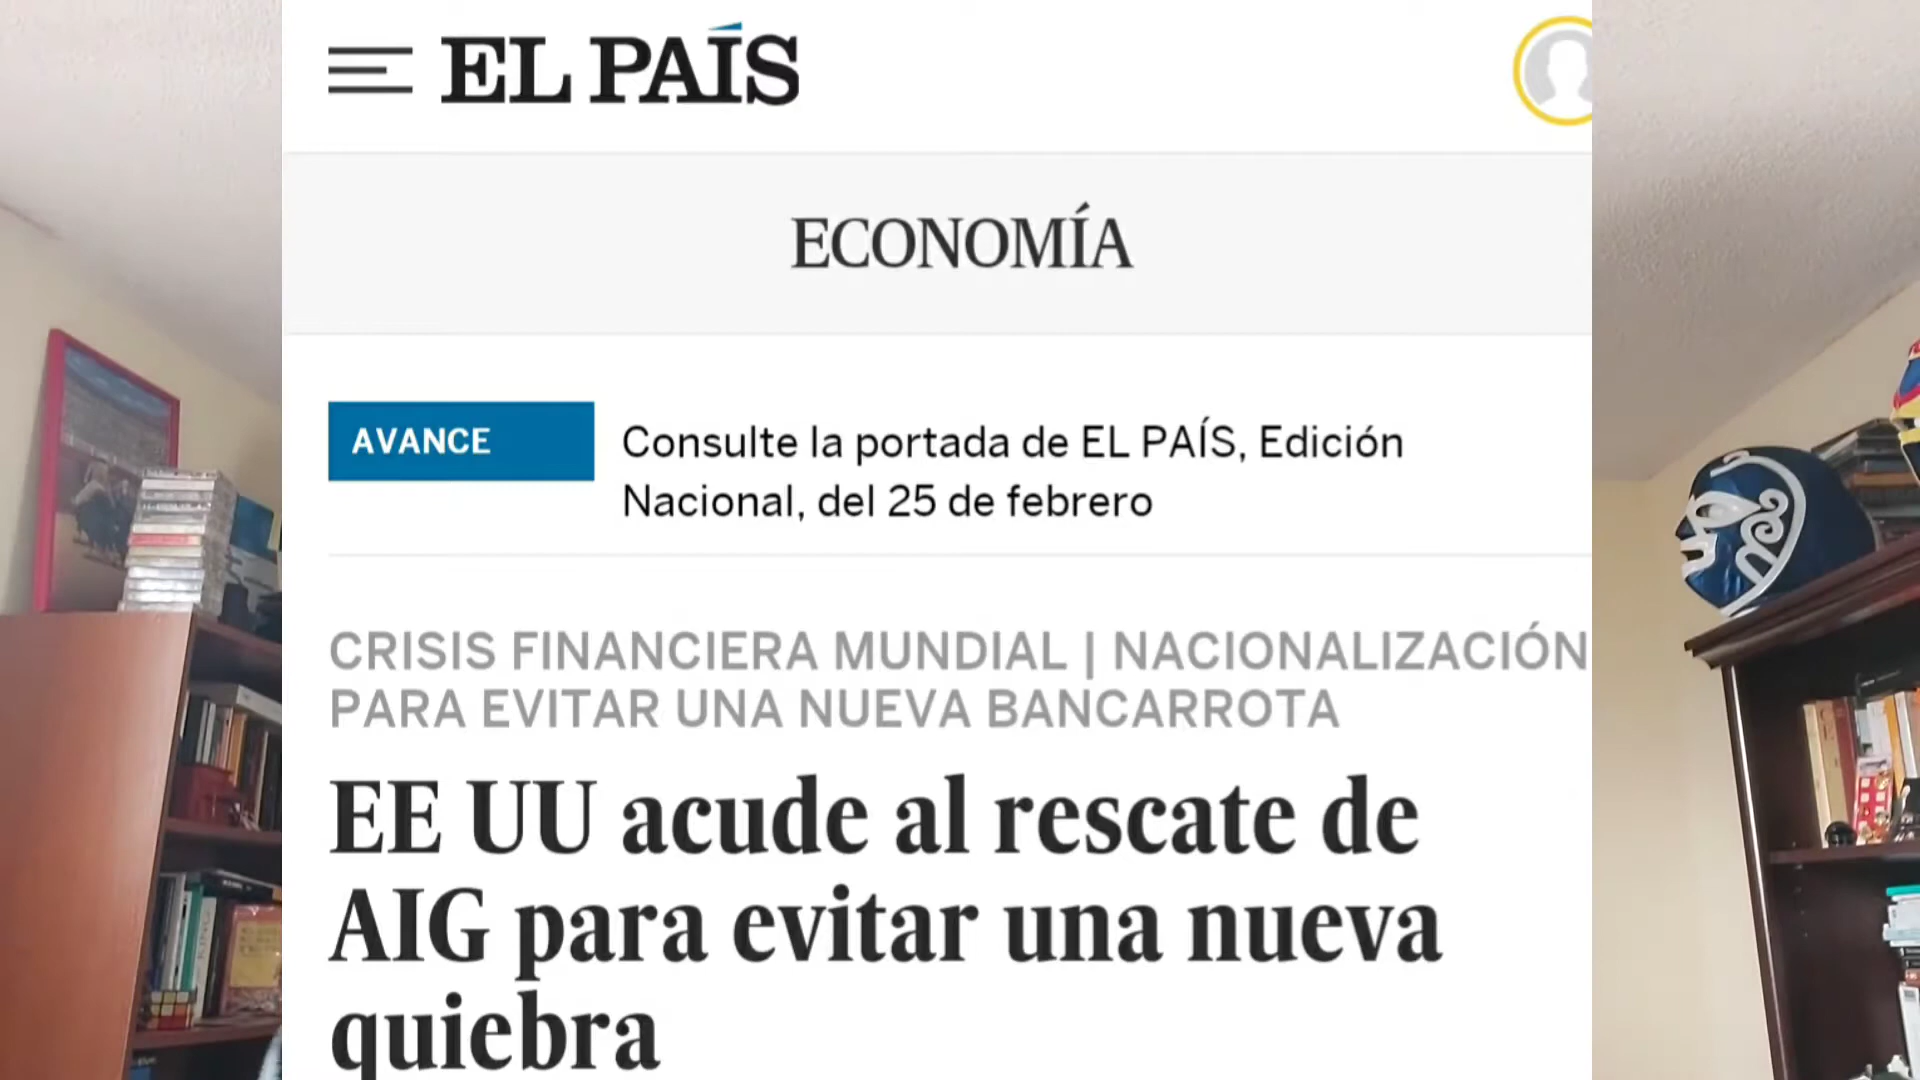 EL PAÍS
ECONOMÍA
AVANCE
Consulte la portada de EL PAÍS, Edición
Nacional, del 25 de febrero
CRISIS FINANCIERA MUNDIAL | NACIONALIZACIÓN
PARA EVITAR UNA NUEVA BANCARROTA
EE UU acude al rescate de
AIG para evitar una nueva
quiebra